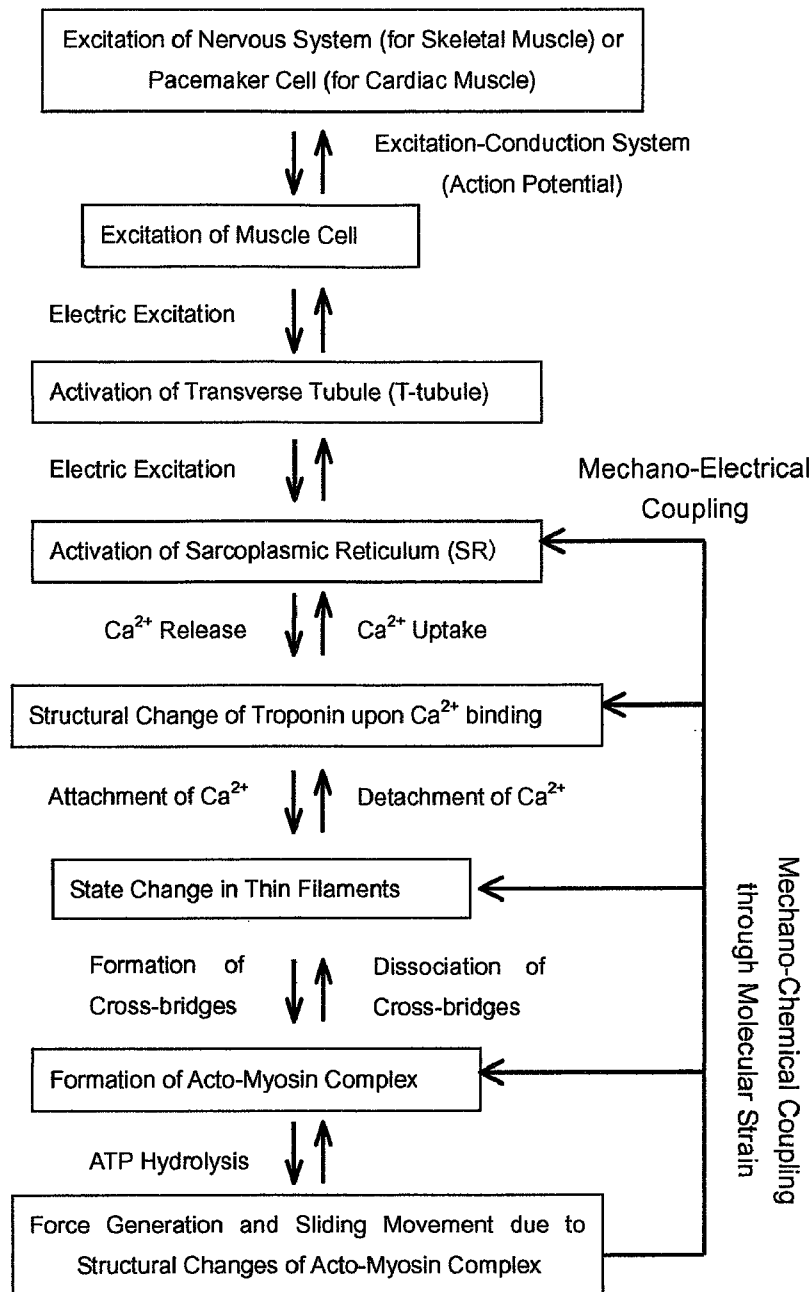 Excitation of Nervous System (for Skeletal Muscle) or
Pacemaker Cell (for Cardiac Muscle)
Excitation-Conduction System
(Action Potential)
Excitation of Muscle Cell
Electric Excitation
Activation of Transverse Tubule (T-tubule)
Electric Excitation
Mechano-Electrical
Coupling
Activation of Sarcoplasmic Reticulum (SR)
Ca²⁺ Release
Ca²⁺ Uptake
Structural Change of Troponin upon Ca²⁺ binding
Attachment of Ca²⁺
Detachment of Ca²⁺
State Change in Thin Filaments
Formation of
Cross-bridges
Dissociation of
Cross-bridges
Formation of Acto-Myosin Complex
ATP Hydrolysis
Force Generation and Sliding Movement due to
Structural Changes of Acto-Myosin Complex
Mechano-Chemical Coupling
through Molecular Strain